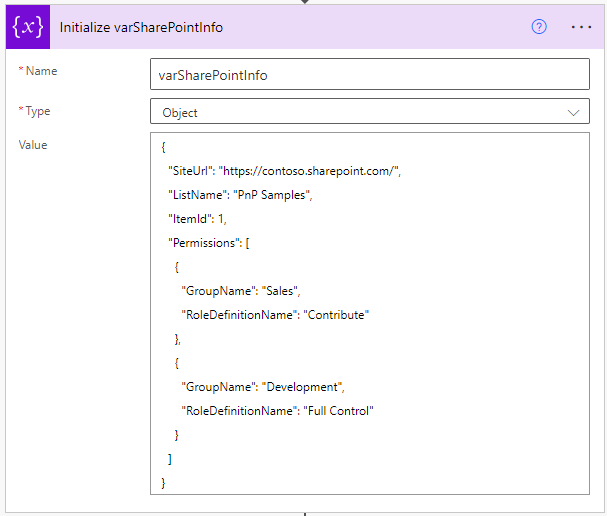 {x} Initialize varSharePointInfo ? ...
* Name varSharePointInfo
* Type Object
Value
{
"SiteUrl": "https://contoso.sharepoint.com/",
"ListName": "PnP Samples",
"ItemId": 1,
"Permissions": [
{
"GroupName": "Sales",
"RoleDefinitionName": "Contribute"
},
{
"GroupName": "Development",
"RoleDefinitionName": "Full Control"
}
]
}